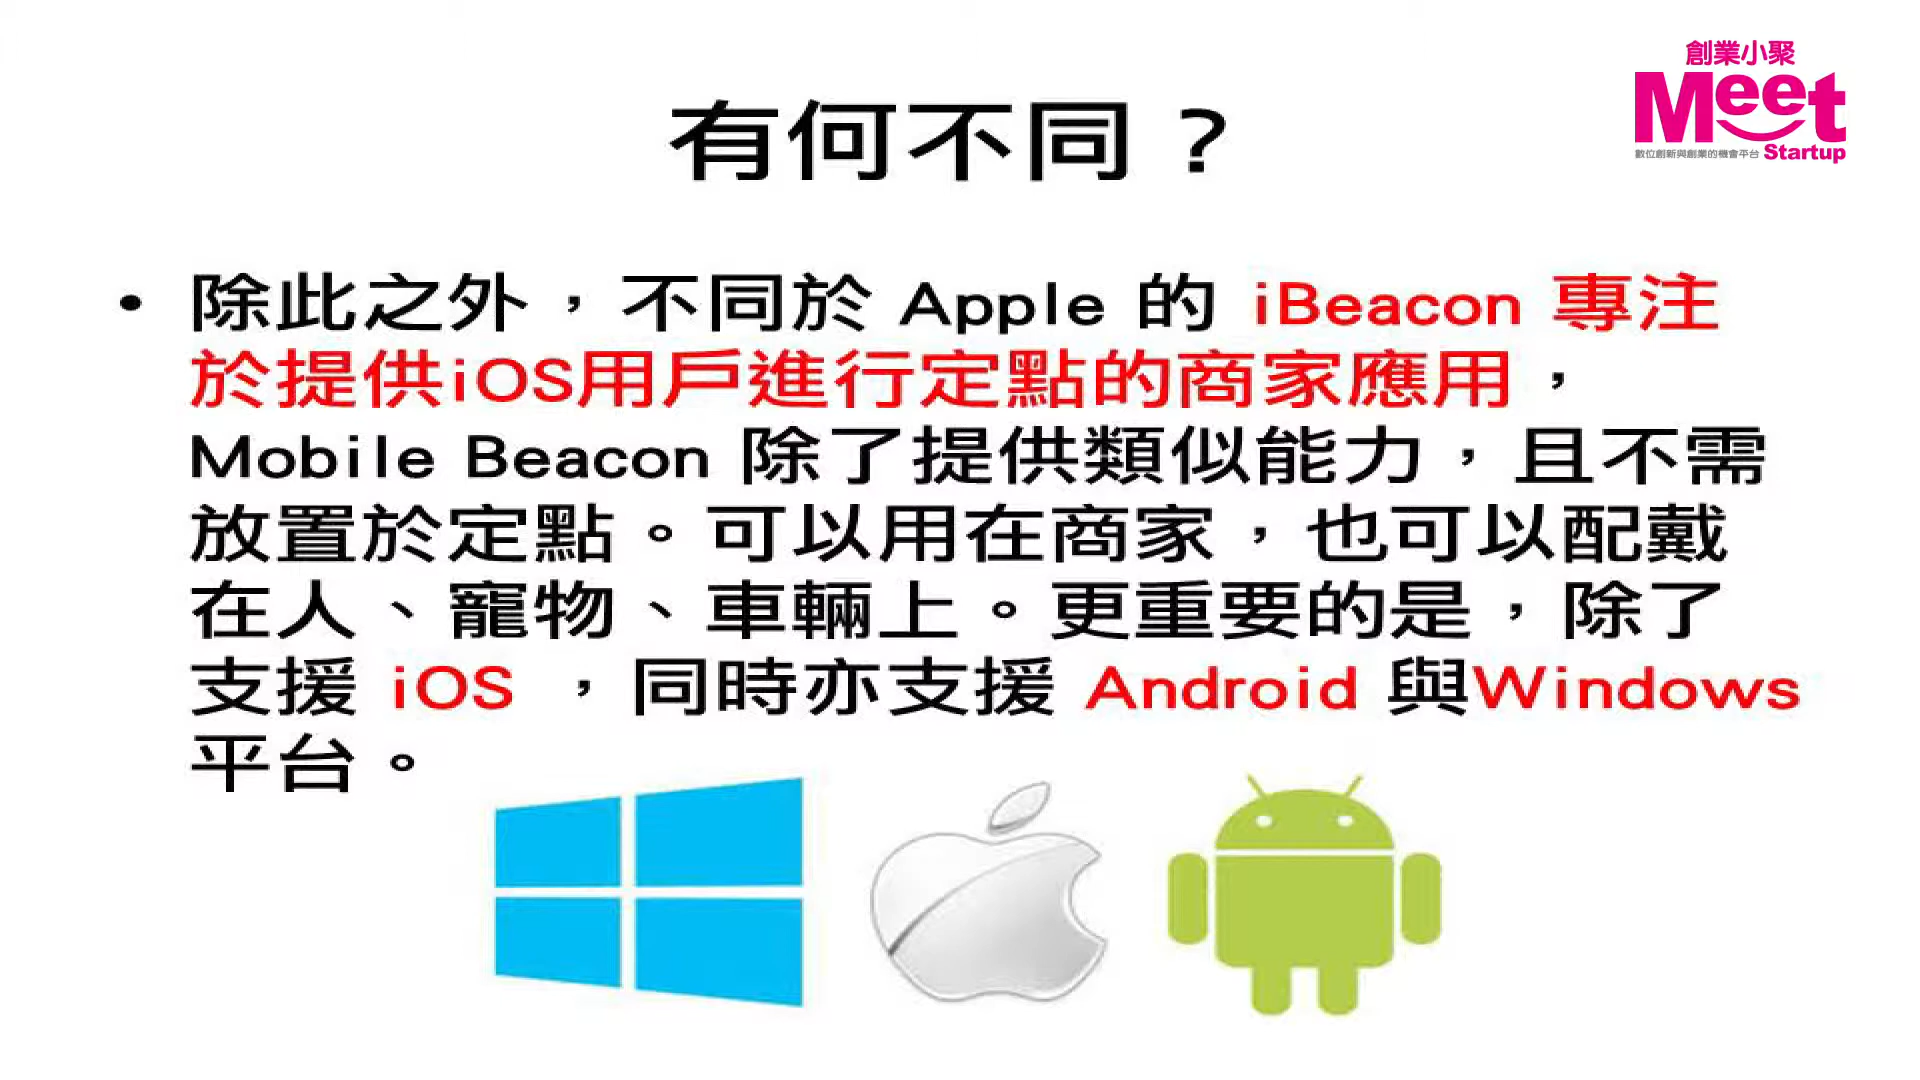 創業小聚
Meet
數位創新與創業的機會平台 Startup
有何不同？
• 除此之外，不同於 Apple 的 iBeacon 專注
於提供iOS用戶進行定點的商家應用，
Mobile Beacon 除了提供類似能力，且不需
放置於定點。可以用在商家，也可以配戴
在人、寵物、車輛上。更重要的是，除了
支援 iOS ，同時亦支援 Android 與Windows
平台。